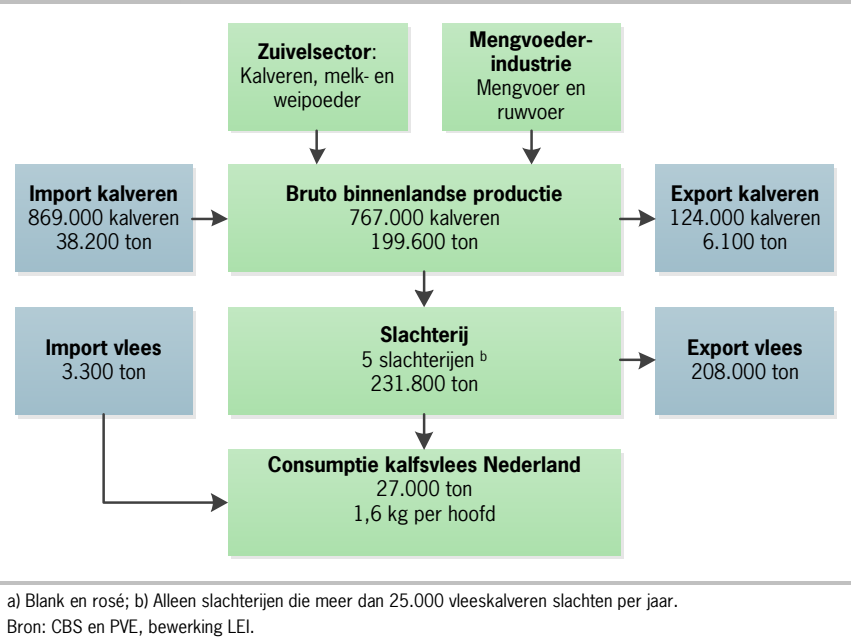 Zuivelsector:
Kalveren, melk- en
weipoeder
Mengvoeder-
industrie
Mengvoer en
ruwvoer
Import kalveren
869.000 kalveren
38.200 ton
Bruto binnenlandse productie
767.000 kalveren
199.600 ton
Export kalveren
124.000 kalveren
6.100 ton
Import vlees
3.300 ton
Slachterij
5 slachterijen b
231.800 ton
Export vlees
208.000 ton
Consumptie kalfsvlees Nederland
27.000 ton
1,6 kg per hoofd
a) Blank en rosé; b) Alleen slachterijen die meer dan 25.000 vleeskalveren slachten per jaar.
Bron: CBS en PVE, bewerking LEI.